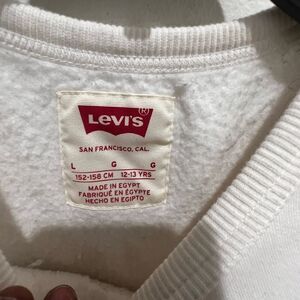 LEVI'S
®
SAN FRANCISCO, CAL.
L G G
152-158 CM 12-13 YRS
MADE IN EGYPT
FABRIQUÉ EN ÉGYPTE
HECHO EN EGIPTO